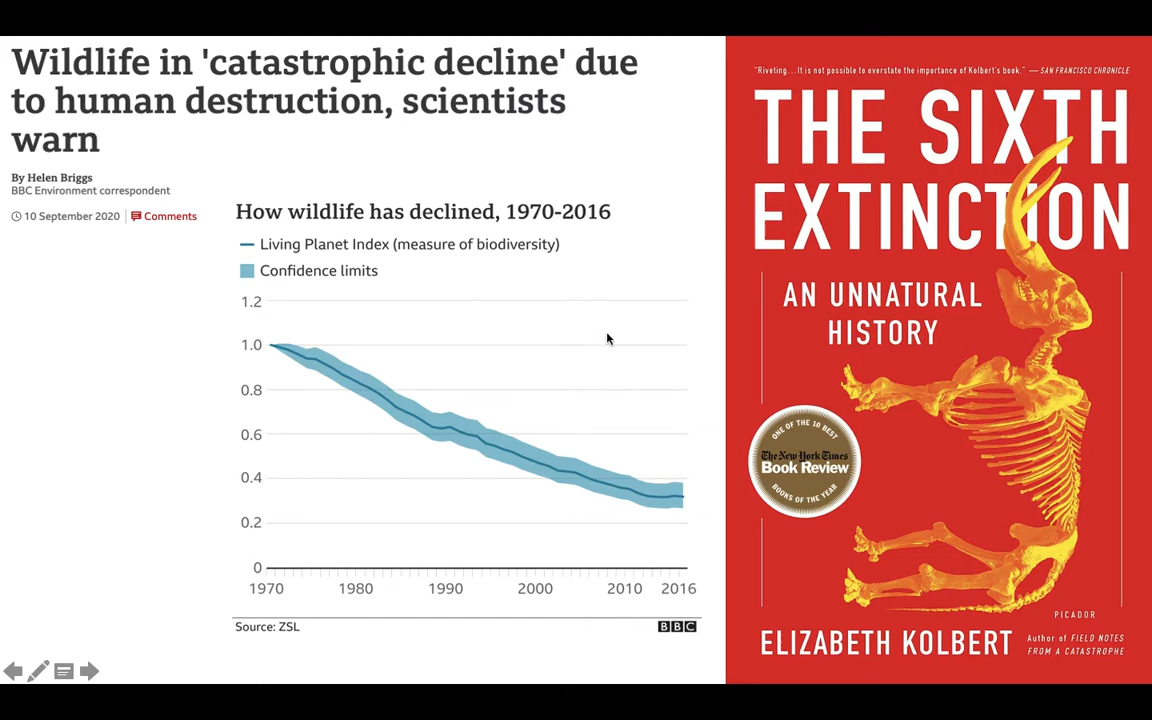 Wildlife in 'catastrophic decline' due
to human destruction, scientists
warn
By Helen Briggs
BBC Environment correspondent
10 September 2020
Comments
How wildlife has declined, 1970-2016
Living Planet Index (measure of biodiversity)
Confidence limits
1.2
1.0
0.8
0.6
0.4
0.2
0
1970 1980 1990 2000 2010 2016
Source: ZSL
BBC
"Riveting...It is not possible to overstate the importance of Kolbert's book." — SAN FRANCISCO CHRONICLE
THE SIXTH
EXTINCTION
AN UNNATURAL
HISTORY
ONE OF THE 10 BEST
The New York Times
Book Review
BOOKS OF THE YEAR
PICADOR
ELIZABETH KOLBERT
Author of FIELD NOTES
FROM A CATASTROPHE